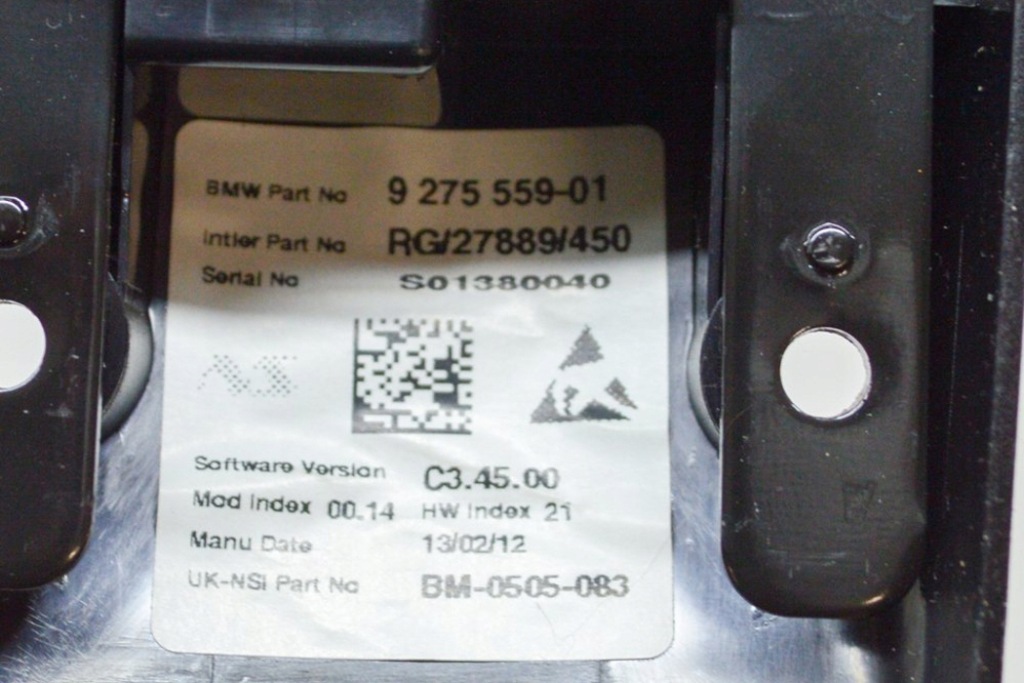 BMW Part No 9 275 559-01
Intier Part No RG/27889/450
Serial No S01380040
Software Version C3.45.00
Mod Index 00.14 HW Index 21
Manu Date 13/02/12
UK-NSI Part No BM-0505-083